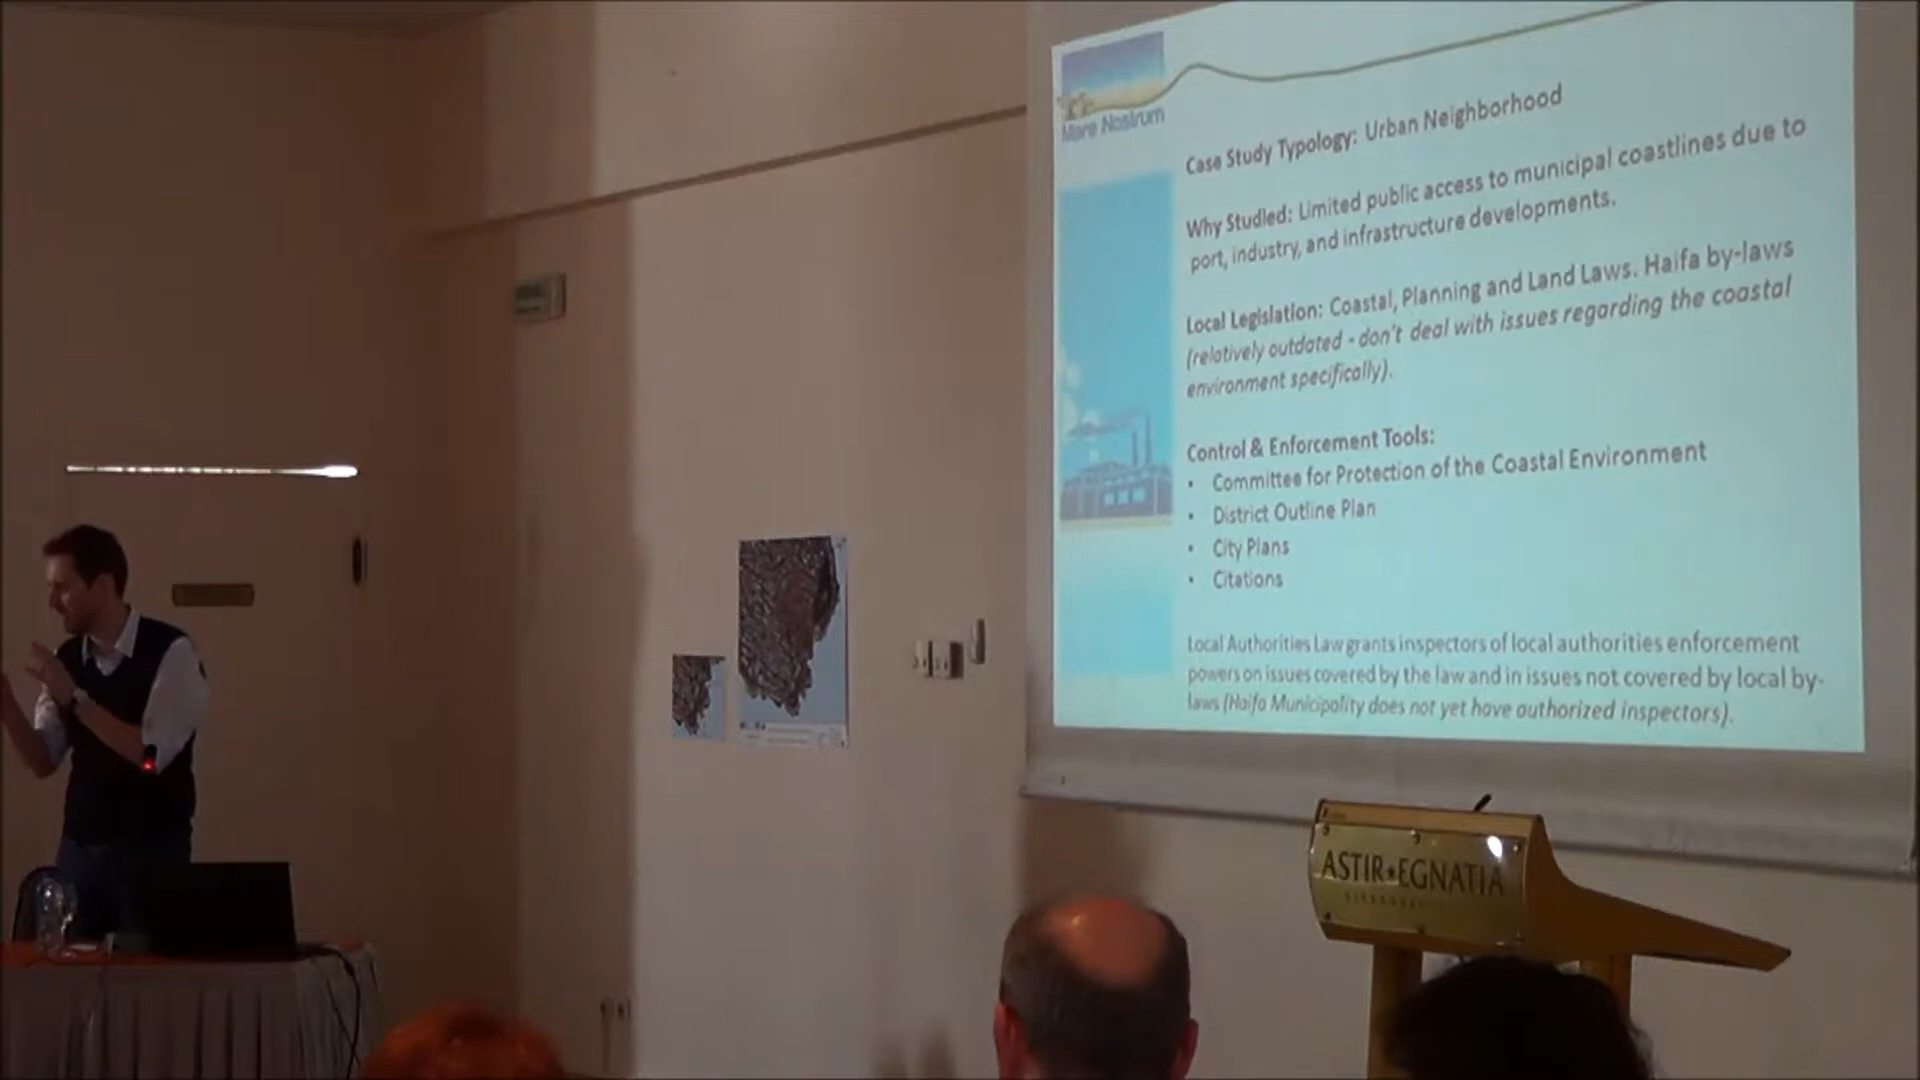 Mare Nostrum
Case Study Typology: Urban Neighborhood
Why Studied: Limited public access to municipal coastlines due to
port, industry, and infrastructure developments.
Local Legislation: Coastal, Planning and Land Laws. Haifa by-laws
(relatively outdated - don't deal with issues regarding the coastal
environment specifically).
Control & Enforcement Tools:
• Committee for Protection of the Coastal Environment
• District Outline Plan
• City Plans
• Citations
Local Authorities Law grants inspectors of local authorities enforcement
powers on issues covered by the law and in issues not covered by local by-
laws (Haifa Municipality does not yet have authorized inspectors).
ASTIR*EGNATIA